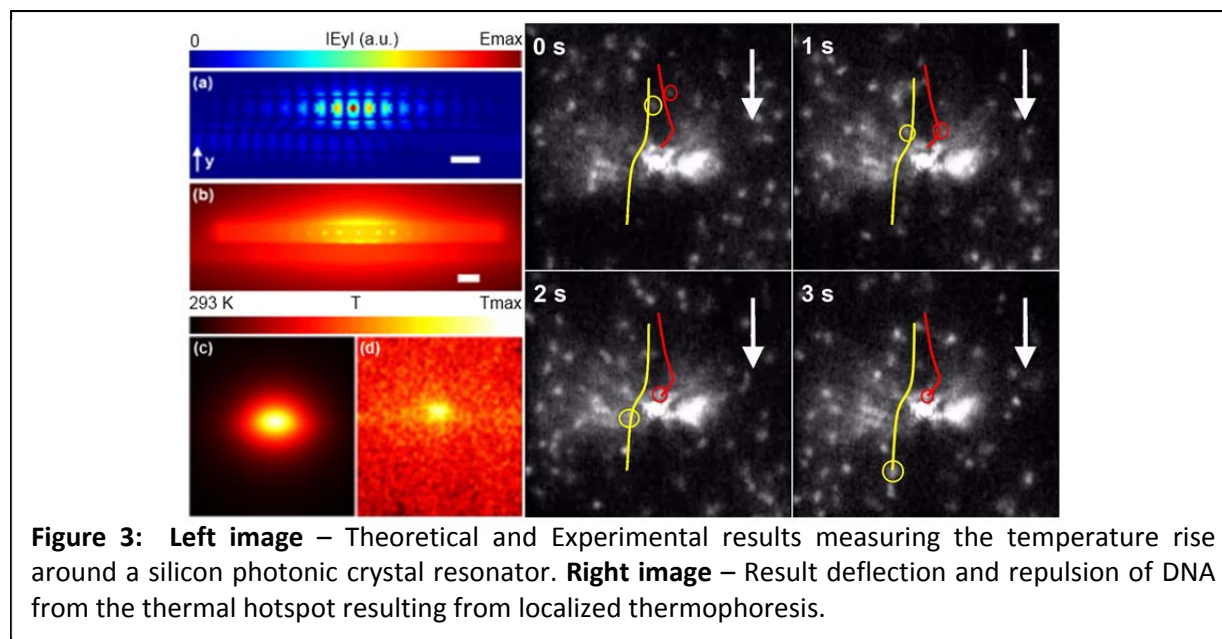 0 |Ey| (a.u.) Emax
(a)
y
(b)
293 K T Tmax
(c) (d)
0 s 1 s
2 s 3 s
Figure 3: Left image – Theoretical and Experimental results measuring the temperature rise
around a silicon photonic crystal resonator. Right image – Result deflection and repulsion of DNA
from the thermal hotspot resulting from localized thermophoresis.